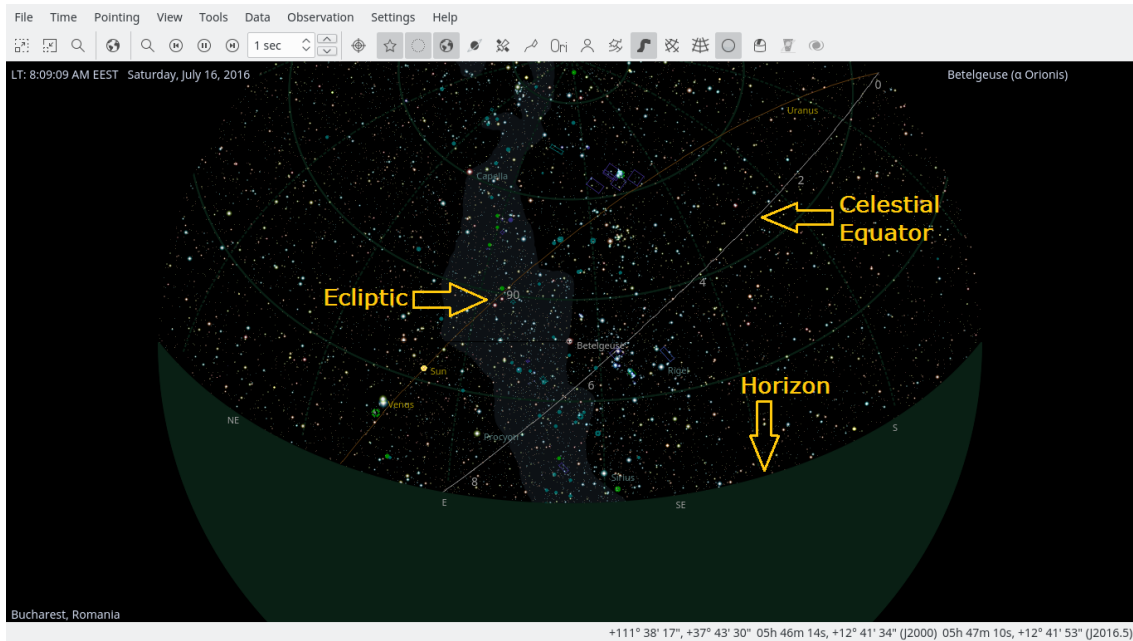 File Time Pointing View Tools Data Observation Settings Help
1 sec Ori
LT: 8:09:09 AM EEST Saturday, July 16, 2016
Betelgeuse (α Orionis)
0
Uranus
Capella
2
Celestial
Equator
4
Ecliptic
90
Betelgeuse
Sun
Rigel
6
Horizon
Venus
NE
S
Procyon
8
Sirius
E
SE
Bucharest, Romania
+111° 38' 17", +37° 43' 30" 05h 46m 14s, +12° 41' 34" (J2000) 05h 47m 10s, +12° 41' 53" (J2016.5)